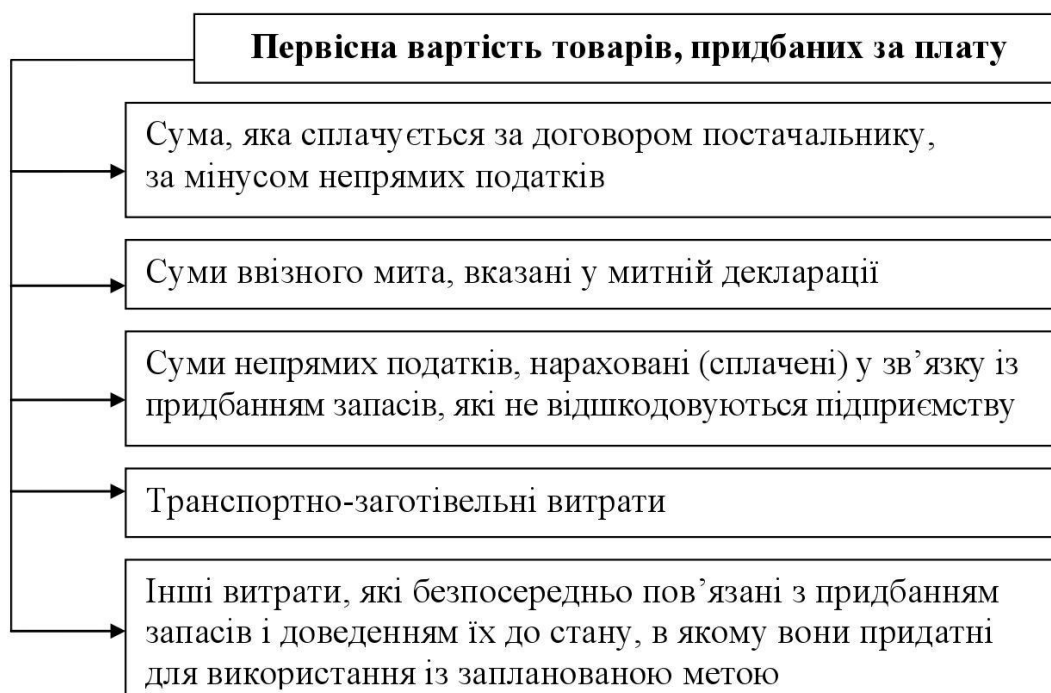 Первісна вартість товарів, придбаних за плату
Сума, яка сплачується за договором постачальнику,
за мінусом непрямих податків
Суми ввізного мита, вказані у митній декларації
Суми непрямих податків, нараховані (сплачені) у зв’язку із
придбанням запасів, які не відшкодовуються підприємству
Транспортно-заготівельні витрати
Інші витрати, які безпосередньо пов’язані з придбанням
запасів і доведенням їх до стану, в якому вони придатні
для використання із запланованою метою